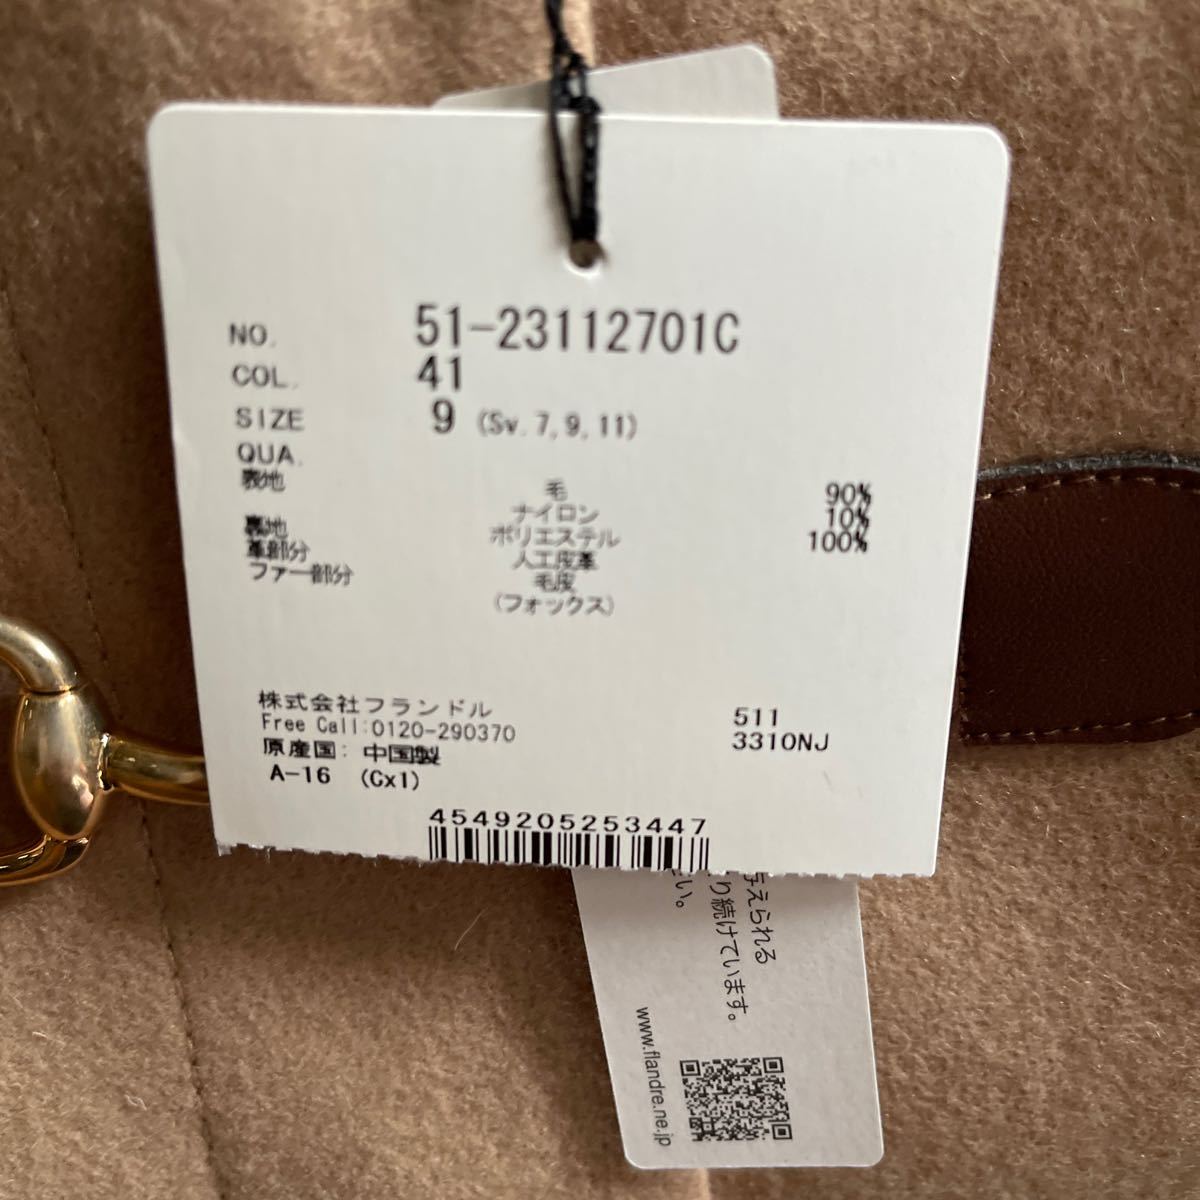 NO. 51-23112701C
COL. 41
SIZE 9 (Sv. 7, 9, 11)
QUA.
表地 毛 90%
ナイロン 10%
裏地 ポリエステル 100%
革部分 人工皮革
ファー部分 毛皮
(フォックス)
株式会社フランドル
Free Call:0120-290370
511
原産国: 中国製
3310NJ
A-16 (Cx1)
4549205253447
与えられる
り続けています。
い。
www.flandre.ne.jp